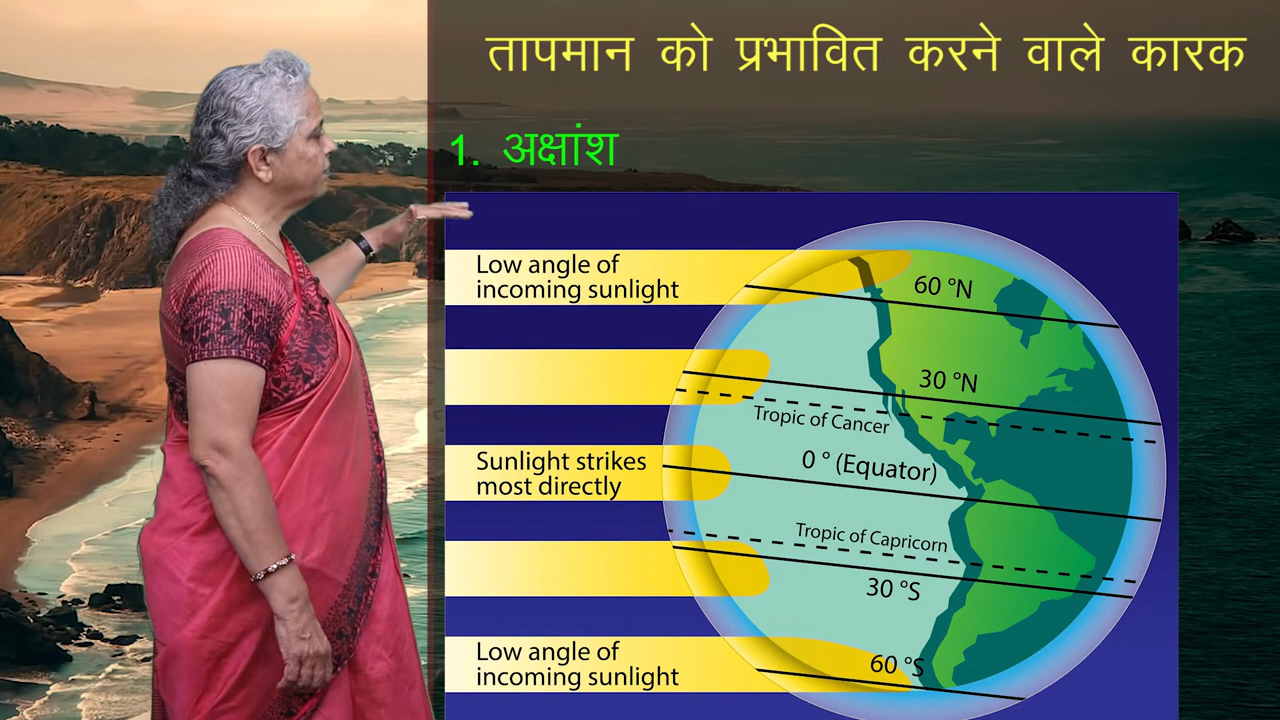 तापमान को प्रभावित करने वाले कारक
1. अक्षांश
Low angle of
incoming sunlight
60 °N
30 °N
Tropic of Cancer
Sunlight strikes
most directly
0 ° (Equator)
Tropic of Capricorn
30 °S
Low angle of
incoming sunlight
60 °S